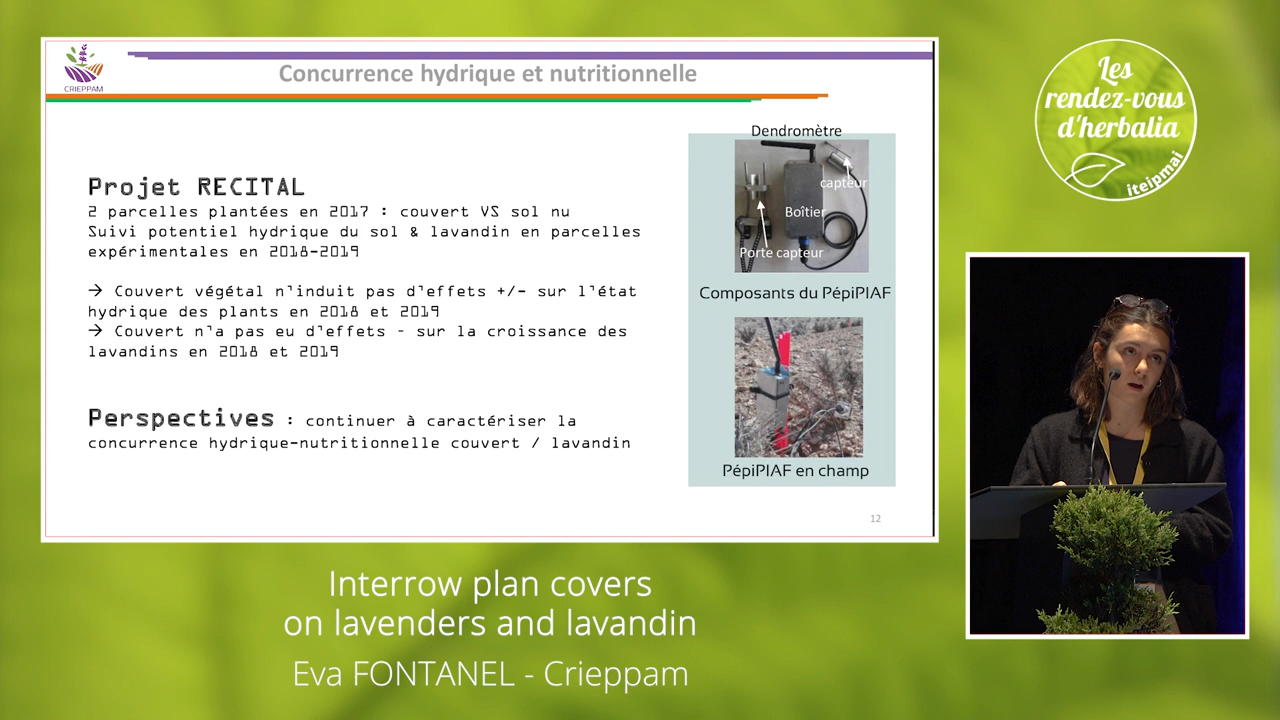 CRIEPPAM
Concurrence hydrique et nutritionnelle
Projet RECITAL
2 parcelles plantées en 2017 : couvert VS sol nu
Suivi potentiel hydrique du sol & lavandin en parcelles
expérimentales en 2018-2019
→ Couvert végétal n'induit pas d'effets +/- sur l'état
hydrique des plants en 2018 et 2019
→ Couvert n'a pas eu d'effets - sur la croissance des
lavandins en 2018 et 2019
Perspectives : continuer à caractériser la
concurrence hydrique-nutritionnelle couvert / lavandin
Dendromètre
capteur
Boîtier
Porte capteur
Composants du PépiPIAF
PépiPIAF en champ
12
Les
rendez-vous
d'herbalia
iteipmai
Interrow plan covers
on lavenders and lavandin
Eva FONTANEL - Crieppam